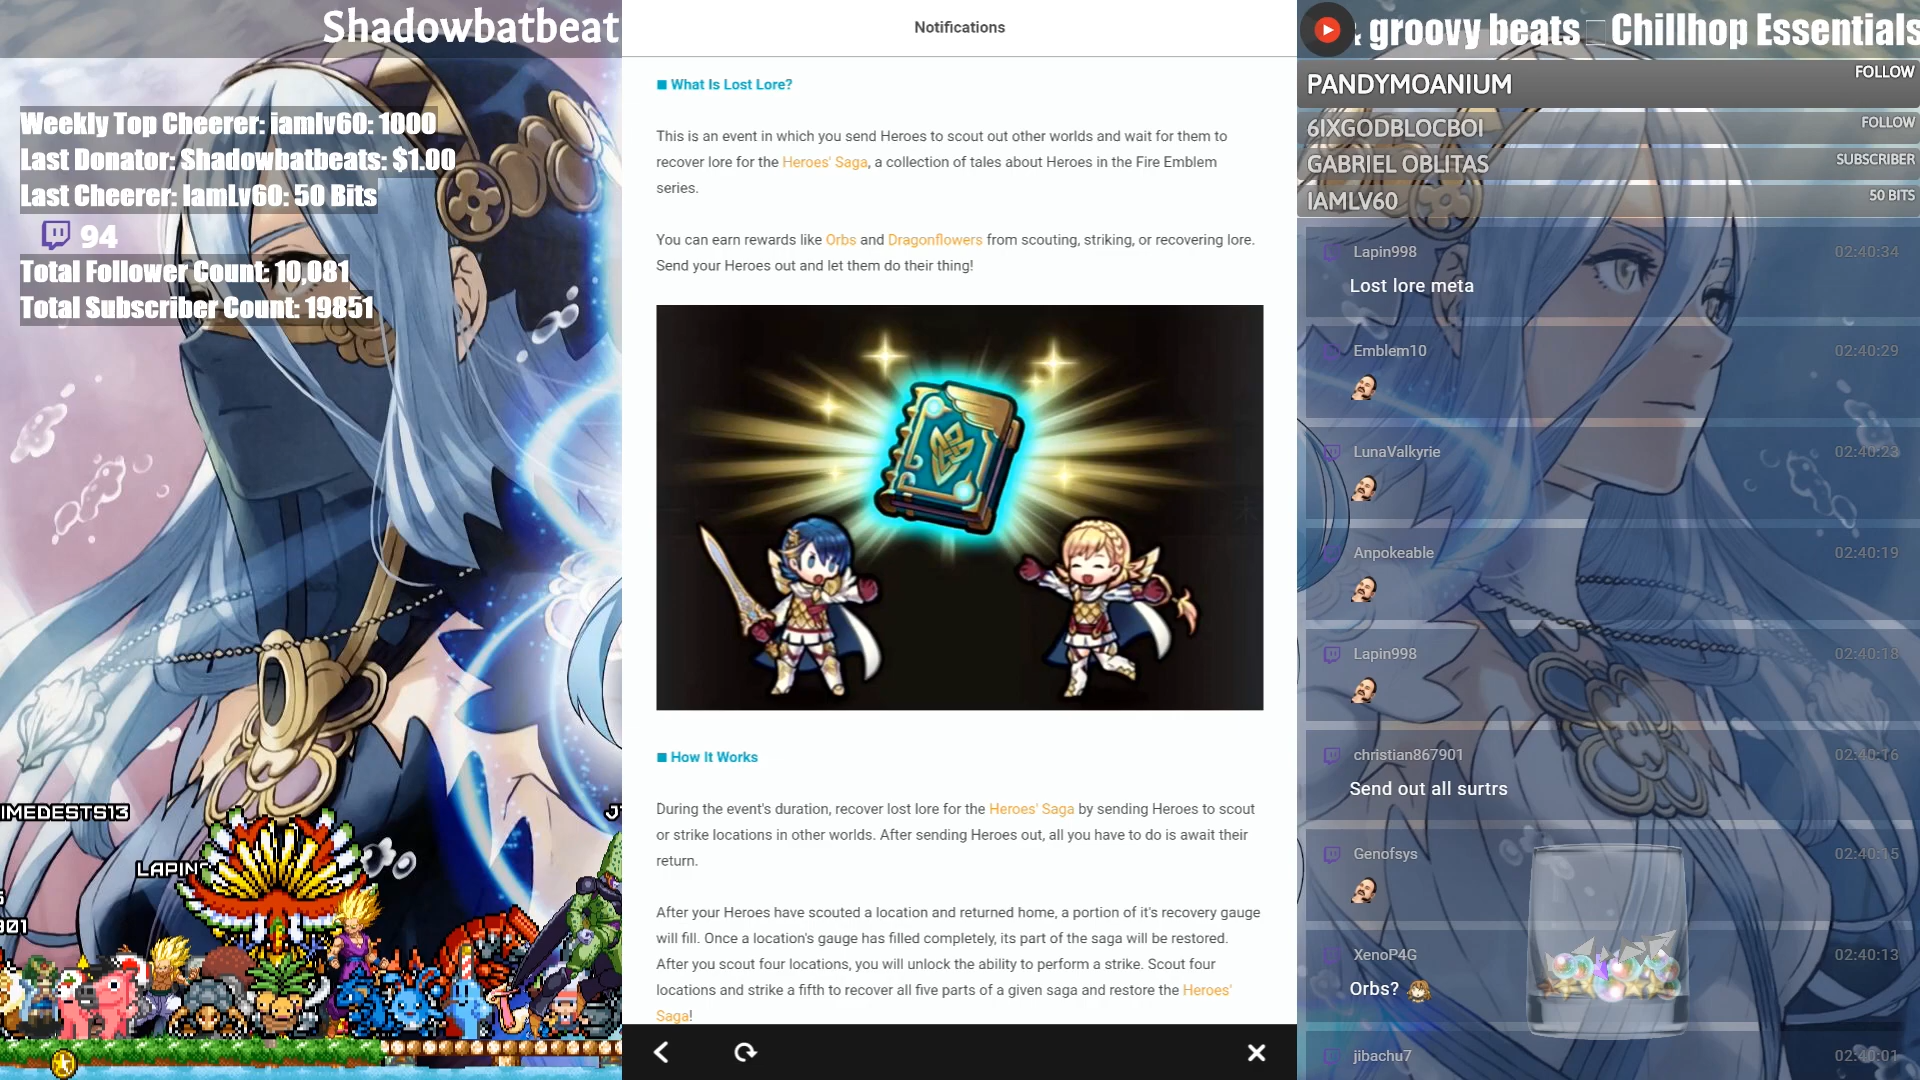 Shadowbatbeat
Weekly Top Cheerer: iamlv60: 1000
Last Donator: Shadowbatbeats: $1.00
Last Cheerer: IamLv60: 50 Bits
94
Total Follower Count: 10,081
Total Subscriber Count: 19851
IMEDESTS13
LAPIN
001
Notifications
■ What Is Lost Lore?
This is an event in which you send Heroes to scout out other worlds and wait for them to
recover lore for the Heroes' Saga, a collection of tales about Heroes in the Fire Emblem
series.
You can earn rewards like Orbs and Dragonflowers from scouting, striking, or recovering lore.
Send your Heroes out and let them do their thing!
■ How It Works
During the event's duration, recover lost lore for the Heroes' Saga by sending Heroes to scout
or strike locations in other worlds. After sending Heroes out, all you have to do is await their
return.
After your Heroes have scouted a location and returned home, a portion of it's recovery gauge
will fill. Once a location's gauge has filled completely, its part of the saga will be restored.
After you scout four locations, you will unlock the ability to perform a strike. Scout four
locations and strike a fifth to recover all five parts of a given saga and restore the Heroes'
Saga!
& groovy beats Chillhop Essentials
PANDYMOANIUM FOLLOW
6IXGODBLOCBOI FOLLOW
GABRIEL OBLITAS SUBSCRIBER
IAMLV60 50 BITS
Lapin998 02:40:34
Lost lore meta
Emblem10 02:40:29
LunaValkyrie 02:40:23
Anpokeable 02:40:19
Lapin998 02:40:18
christian867901 02:40:16
Send out all surtrs
Genofsys 02:40:15
XenoP4G 02:40:13
Orbs?
jibachu7 02:40:01